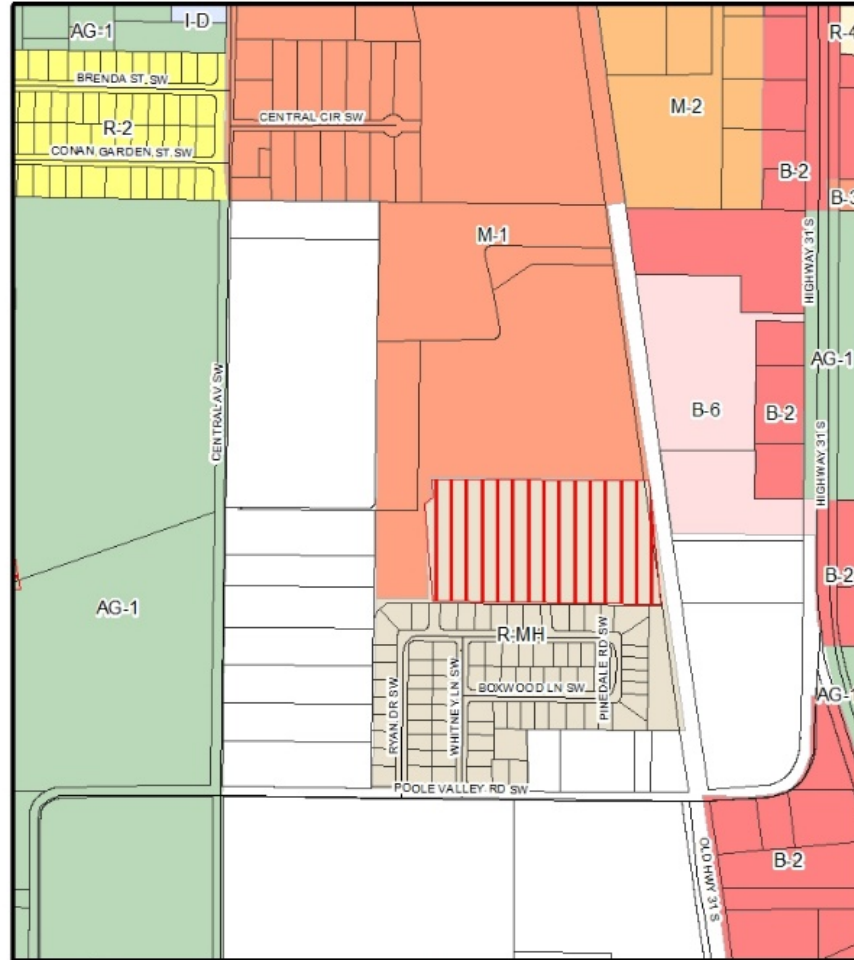 AG-1
I-D
R-4
BRENDA ST. SW
M-2
CENTRAL CIR SW
R-2
CONAN GARDEN ST SW
B-2
B-3
M-1
HIGHWAY 31 S
AG-1
CENTRAL AV SW
B-6
B-2
HIGHWAY 31 S
B-2
AG-1
R-MH
PINEDALE RD SW
RYAN DR SW
WHITNEY LN SW
BOXWOOD LN SW
AG-1
POOLE VALLEY RD SW
OLD HWY 31 S
B-2